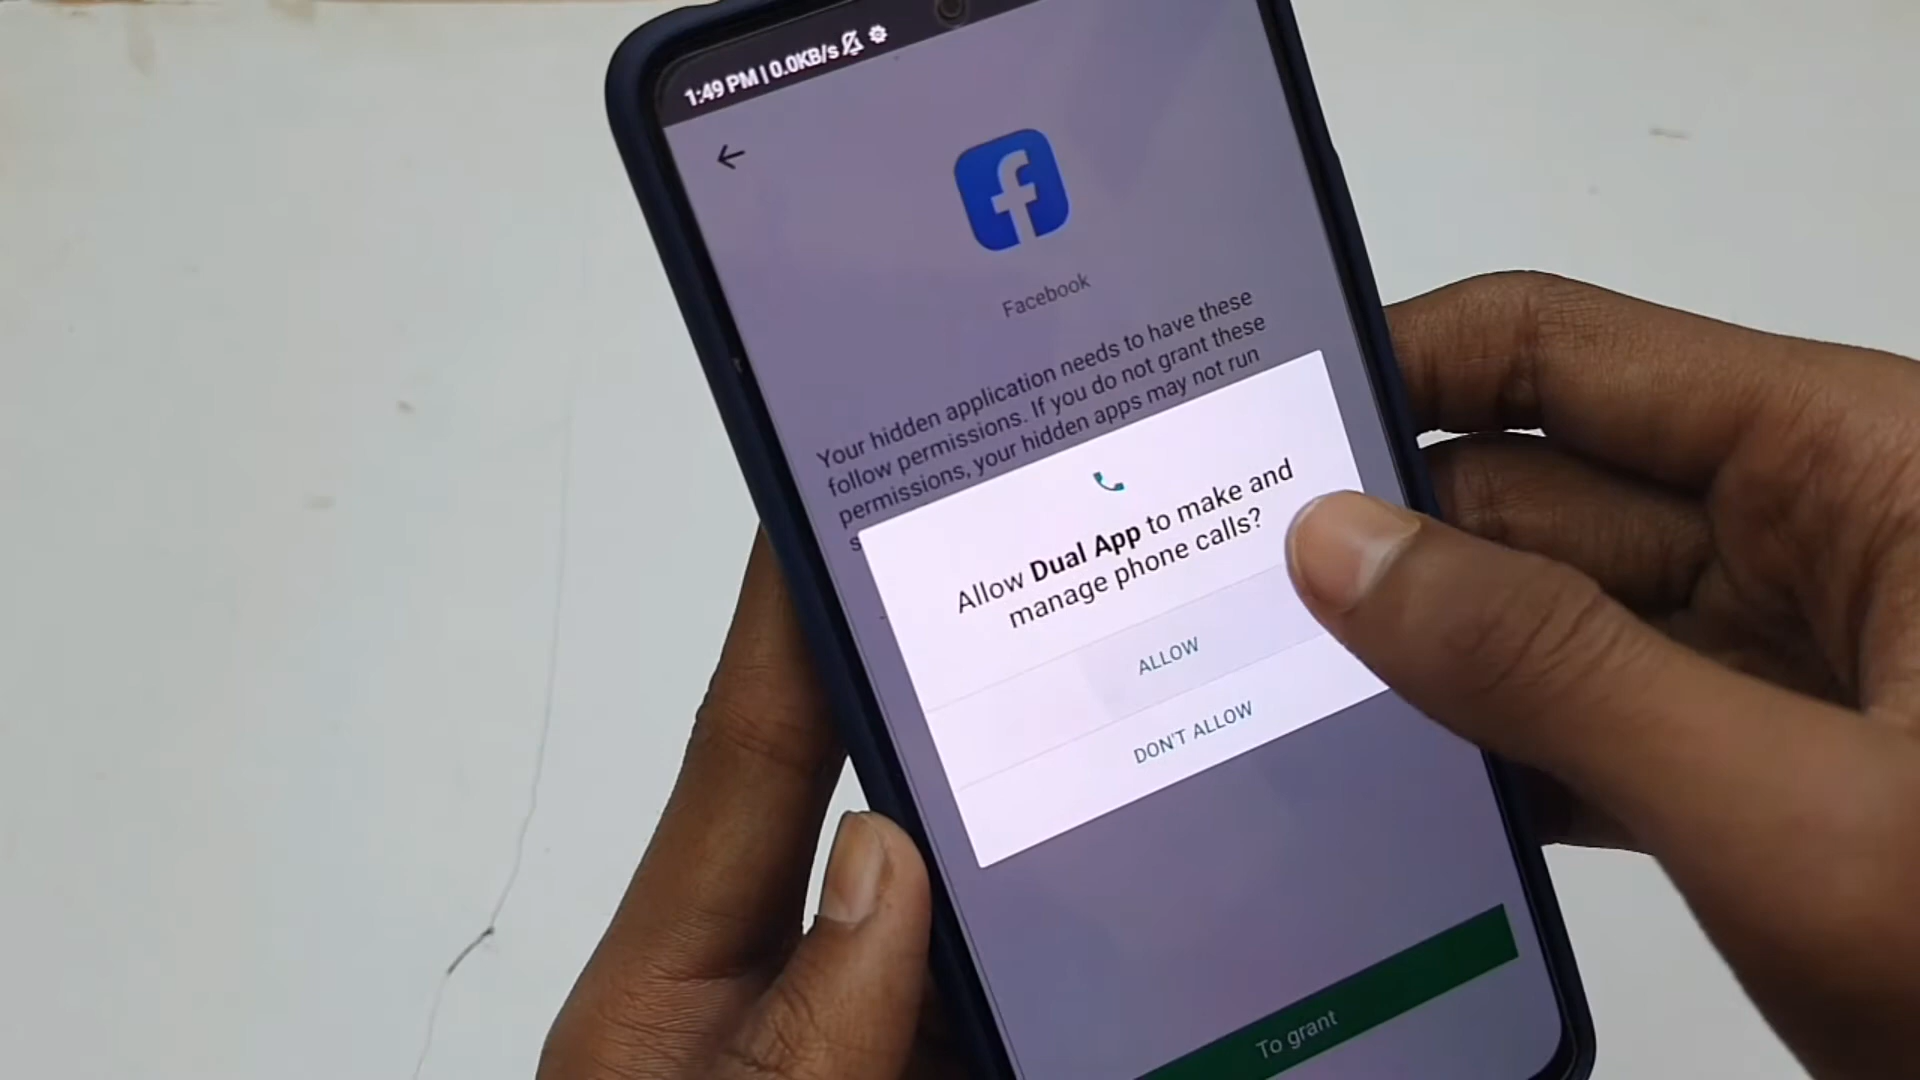 1:49 PM | 0.0KB/s
Facebook
Your hidden application needs to have these
follow permissions. If you do not grant these
permissions, your hidden apps may not run
Allow Dual App to make and
manage phone calls?
ALLOW
DON'T ALLOW
To grant